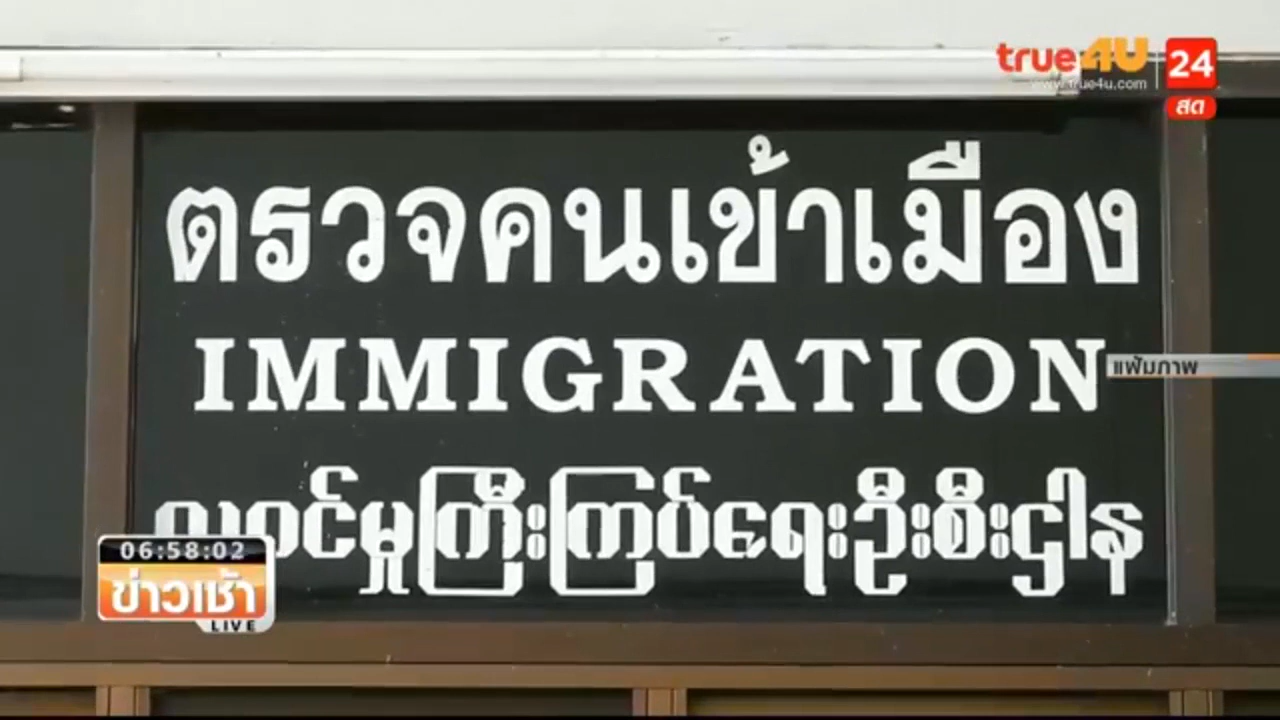 true4U 24
www.true4u.com
สด
ตรวจคนเข้าเมือง
IMMIGRATION
แฟ้มภาพ
လဝင်မှုကြီးကြပ်ရေးဦးစီးဌါန
06:58:02
ข่าวเช้า
LIVE